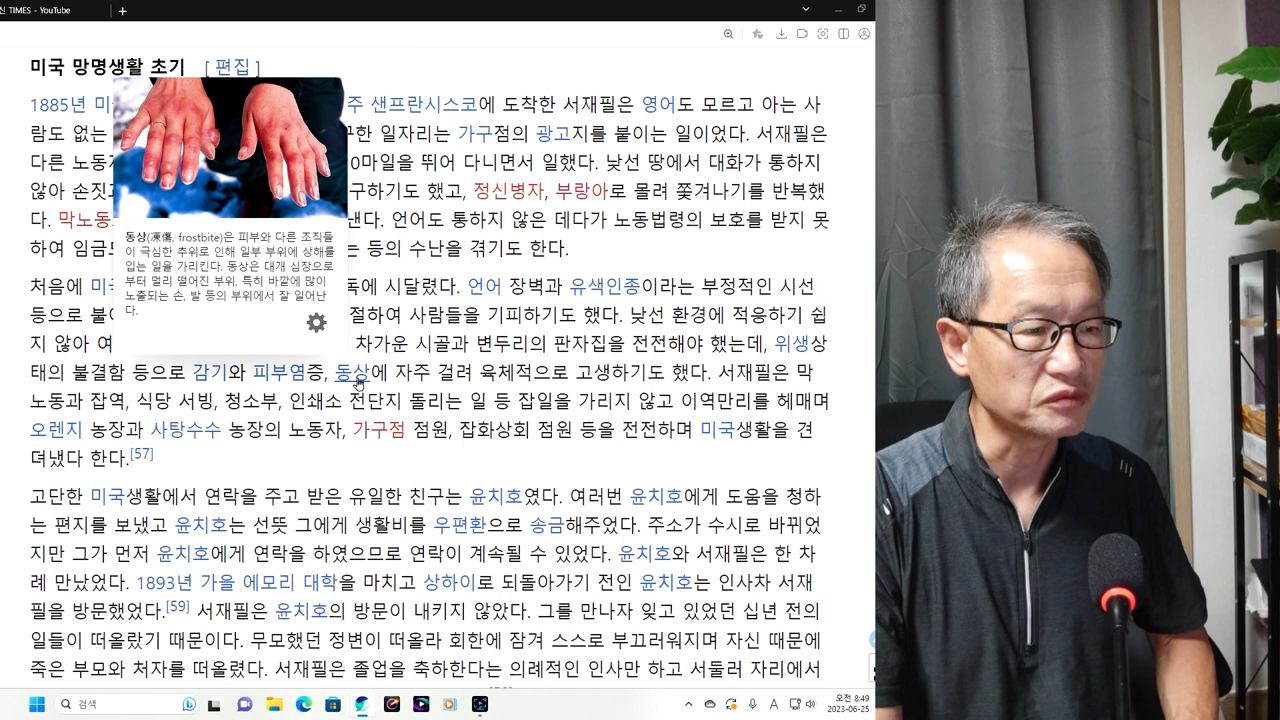 신 TIMES - YouTube
미국 망명생활 초기 [ 편집 ]
1885년 미 주 샌프란시스코에 도착한 서재필은 영어도 모르고 아는 사
람도 없는 구한 일자리는 가구점의 광고지를 붙이는 일이었다. 서재필은
다른 노동자 0마일을 뛰어 다니면서 일했다. 낯선 땅에서 대화가 통하지
않아 손짓고 구하기도 했고, 정신병자, 부랑아로 몰려 쫓겨나기를 반복했
다. 막노동 낸다. 언어도 통하지 않은 데다가 노동법령의 보호를 받지 못
하여 임금도 는 등의 수난을 겪기도 한다.
동상(凍傷, frostbite)은 피부와 다른 조직들
이 극심한 추위로 인해 일부 부위에 상해를
입는 일을 가리킨다. 동상은 대개 심장으로
부터 멀리 떨어진 부위, 특히 바깥에 많이
노출되는 손, 발 등의 부위에서 잘 일어난
다.
처음에 미국 독에 시달렸다. 언어 장벽과 유색인종이라는 부정적인 시선
등으로 불 절하여 사람들을 기피하기도 했다. 낯선 환경에 적응하기 쉽
지 않아 여 차가운 시골과 변두리의 판자집을 전전해야 했는데, 위생상
태의 불결함 등으로 감기와 피부염증, 동상에 자주 걸려 육체적으로 고생하기도 했다. 서재필은 막
노동과 잡역, 식당 서빙, 청소부, 인쇄소 전단지 돌리는 일 등 잡일을 가리지 않고 이역만리를 헤매며
오렌지 농장과 사탕수수 농장의 노동자, 가구점 점원, 잡화상회 점원 등을 전전하며 미국생활을 견
뎌냈다 한다.[57]
고단한 미국생활에서 연락을 주고 받은 유일한 친구는 윤치호였다. 여러번 윤치호에게 도움을 청하
는 편지를 보냈고 윤치호는 선뜻 그에게 생활비를 우편환으로 송금해주었다. 주소가 수시로 바뀌었
지만 그가 먼저 윤치호에게 연락을 하였으므로 연락이 계속될 수 있었다. 윤치호와 서재필은 한 차
례 만났었다. 1893년 가을 에모리 대학을 마치고 상하이로 되돌아가기 전인 윤치호는 인사차 서재
필을 방문했었다.[59] 서재필은 윤치호의 방문이 내키지 않았다. 그를 만나자 잊고 있었던 십년 전의
일들이 떠올랐기 때문이다. 무모했던 정변이 떠올라 회한에 잠겨 스스로 부끄러워지며 자신 때문에
죽은 부모와 처자를 떠올렸다. 서재필은 졸업을 축하한다는 의례적인 인사만 하고 서둘러 자리에서
검색
A
오전 8:49
2023-06-25